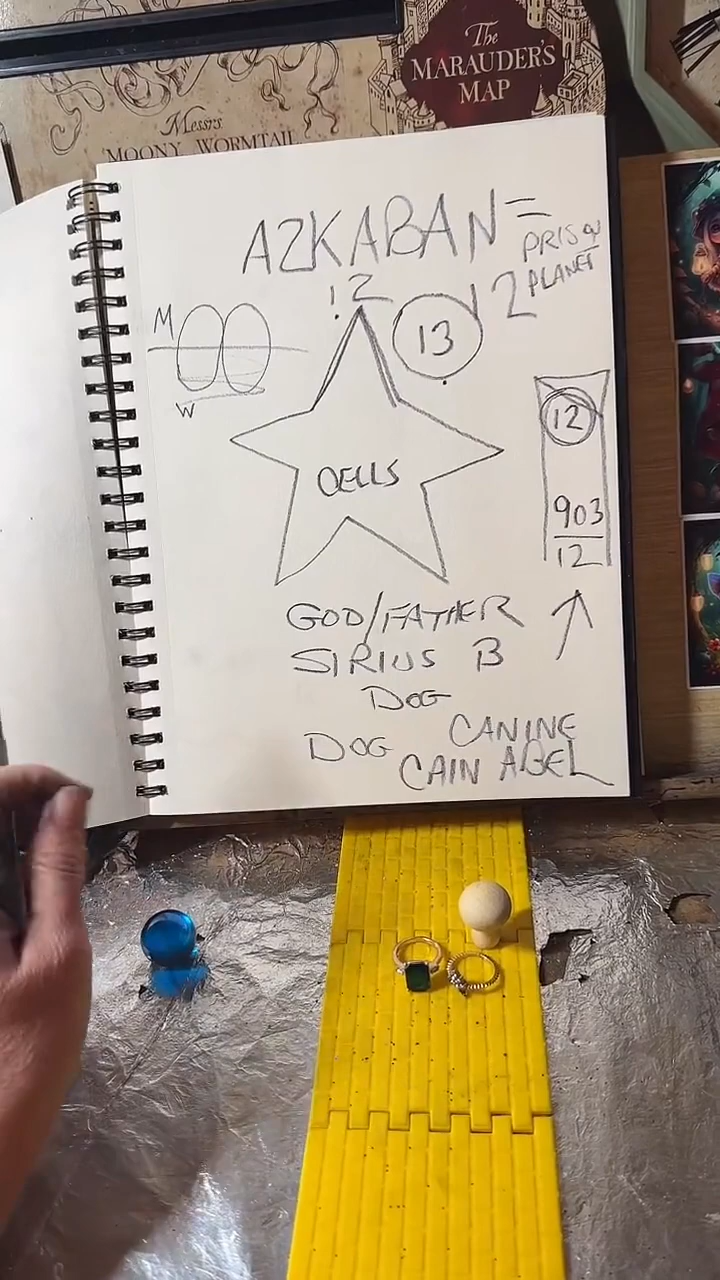 The
MARAUDER'S
MAP
Messrs
MOONY WORMTAIL
AZKABAN =
PRISON
PLANET
12
12
13
M
W
CELLS
12
903
12
GOD/FATHER
SIRIUS B
DOG
DOG
CANINE
CAIN ABEL